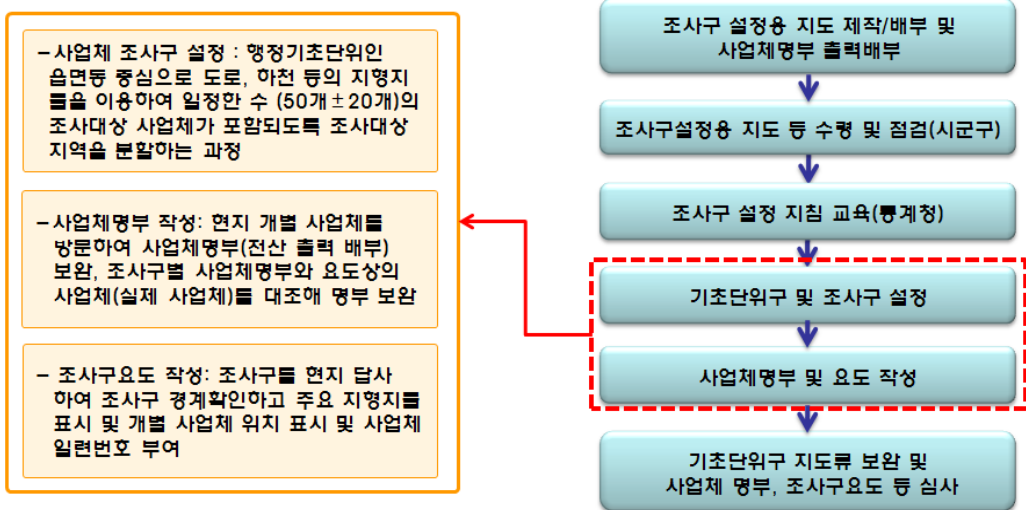 – 사업체 조사구 설정 : 행정기초단위인
읍면동 중심으로 도로, 하천 등의 지형지
물을 이용하여 일정한 수 (50개±20개)의
조사대상 사업체가 포함되도록 조사대상
지역을 분할하는 과정
– 사업체명부 작성: 현지 개별 사업체를
방문하여 사업체명부(전산 출력 배부)
보완, 조사구별 사업체명부와 요도상의
사업체(실제 사업체)를 대조해 명부 보완
– 조사구요도 작성: 조사구를 현지 답사
하여 조사구 경계확인하고 주요 지형지물
표시 및 개별 사업체 위치 표시 및 사업체
일련번호 부여
조사구 설정용 지도 제작/배부 및
사업체명부 출력배부
조사구설정용 지도 등 수령 및 점검(시군구)
조사구 설정 지침 교육(통계청)
기초단위구 및 조사구 설정
사업체명부 및 요도 작성
기초단위구 지도류 보완 및
사업체 명부, 조사구요도 등 심사